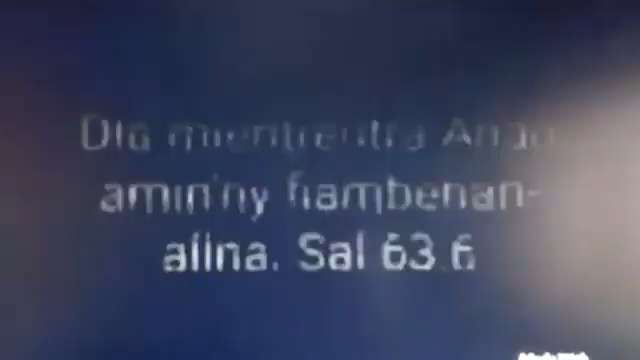 Dia mieritreritra Anao
amin'ny fiambenan-
alina. Sal 63.6